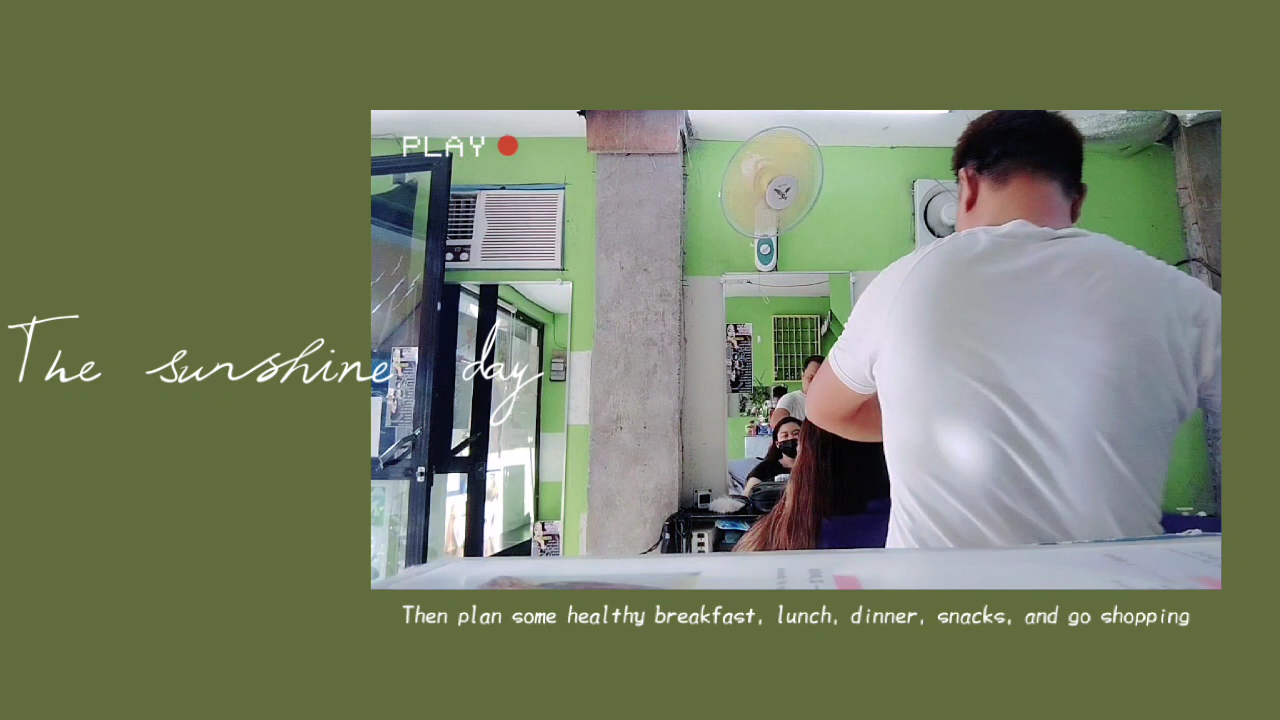 PLAY
The sunshine day
Then plan some healthy breakfast, lunch, dinner, snacks, and go shopping